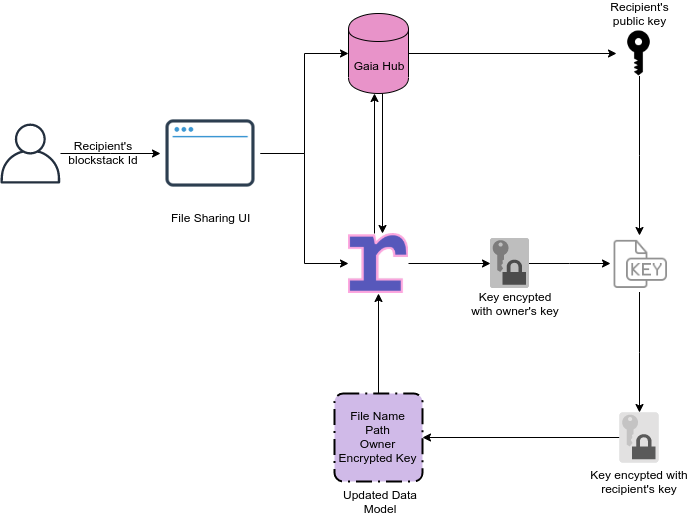 Recipient's
public key
Gaia Hub
Recipient's
blockstack Id
File Sharing UI
r
KEY
Key encypted
with owner's key
File Name
Path
Owner
Encrypted Key
Key encypted with
recipient's key
Updated Data
Model